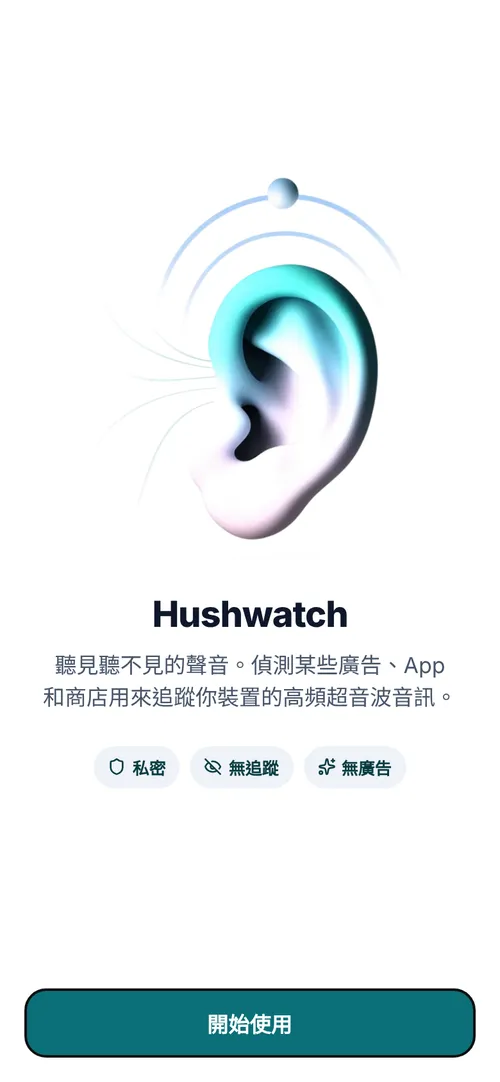 Hushwatch
聽見聽不見的聲音。偵測某些廣告、App
和商店用來追蹤你裝置的高頻超音波音訊。
私密
無追蹤
無廣告
開始使用